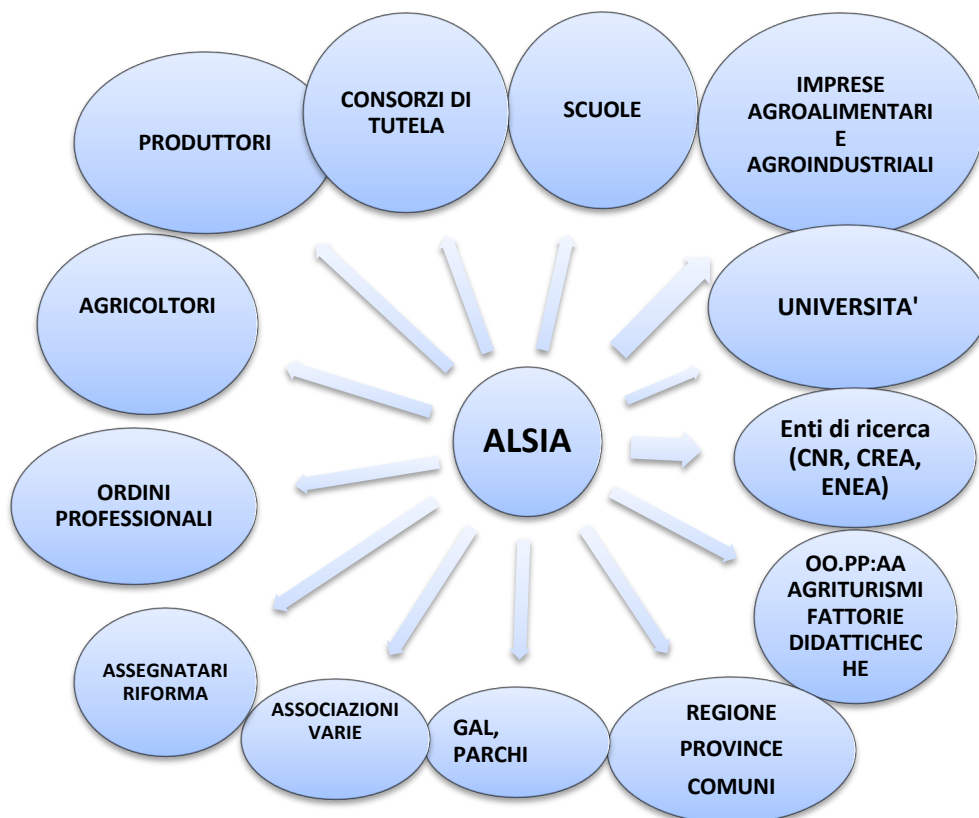 PRODUTTORI
CONSORZI DI
TUTELA
SCUOLE
IMPRESE
AGROALIMENTARI
E
AGROINDUSTRIALI
UNIVERSITA'
Enti di ricerca
(CNR, CREA,
ENEA)
OO.PP:AA
AGRITURISMI
FATTORIE
DIDATTICHEC
HE
REGIONE
PROVINCE
COMUNI
GAL,
PARCHI
ASSOCIAZIONI
VARIE
ASSEGNATARI
RIFORMA
ORDINI
PROFESSIONALI
AGRICOLTORI
ALSIA